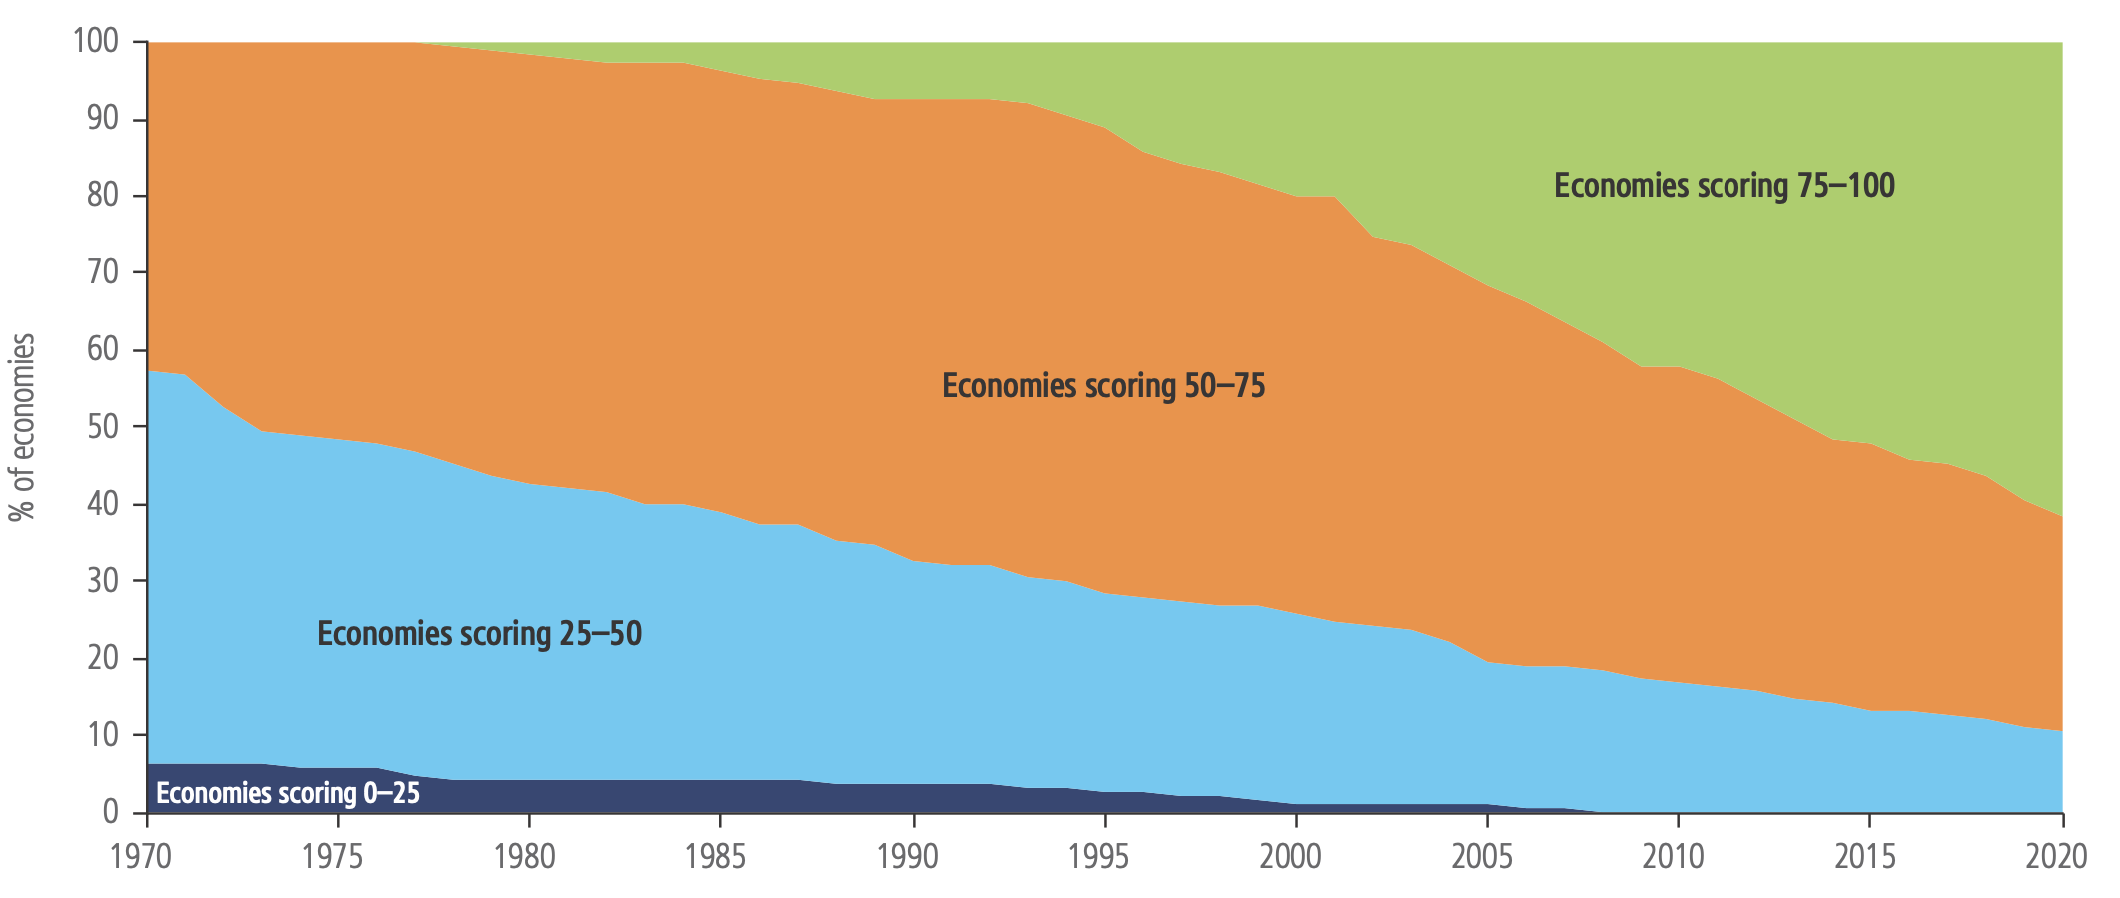 100
90
80
70
60
50
40
30
20
10
0
% of economies
Economies scoring 75–100
Economies scoring 50–75
Economies scoring 25–50
Economies scoring 0–25
1970 1975 1980 1985 1990 1995 2000 2005 2010 2015 2020